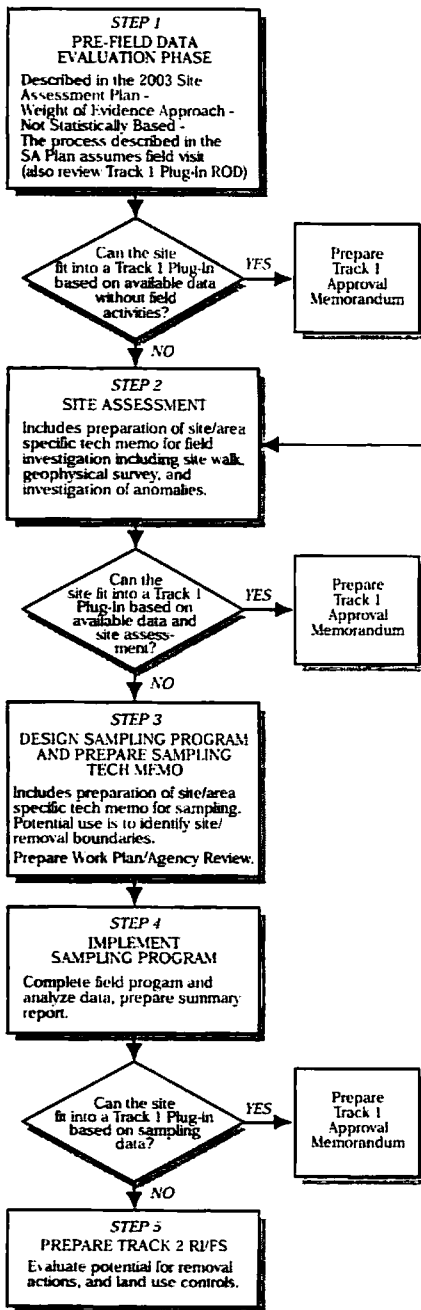 STEP 1
PRE-FIELD DATA
EVALUATION PHASE
Described in the 2003 Site
Assessment Plan -
Weight of Evidence Approach -
Not Statistically Based -
The process described in the
SA Plan assumes field visit
(also review Track 1 Plug-In ROD)
Can the site
fit into a Track 1 Plug-In
based on available data
without field
activities?
YES
Prepare
Track 1
Approval
Memorandum
NO
STEP 2
SITE ASSESSMENT
Includes preparation of site/area
specific tech memo for field
investigation including site walk,
geophysical survey, and
investigation of anomalies.
Can the
site fit into a Track 1
Plug-In based on
available data and
site assess-
ment?
YES
Prepare
Track 1
Approval
Memorandum
NO
STEP 3
DESIGN SAMPLING PROGRAM
AND PREPARE SAMPLING
TECH MEMO
Includes preparation of site/area
specific tech memo for sampling.
Potential use is to identify site/
removal boundaries.
Prepare Work Plan/Agency Review.
STEP 4
IMPLEMENT
SAMPLING PROGRAM
Complete field progam and
analyze data, prepare summary
report.
Can the site
fit into a Track 1 Plug-in
based on sampling
data?
YES
Prepare
Track 1
Approval
Memorandum
NO
STEP 5
PREPARE TRACK 2 RI/FS
Evaluate potential for removal
actions, and land use controls.